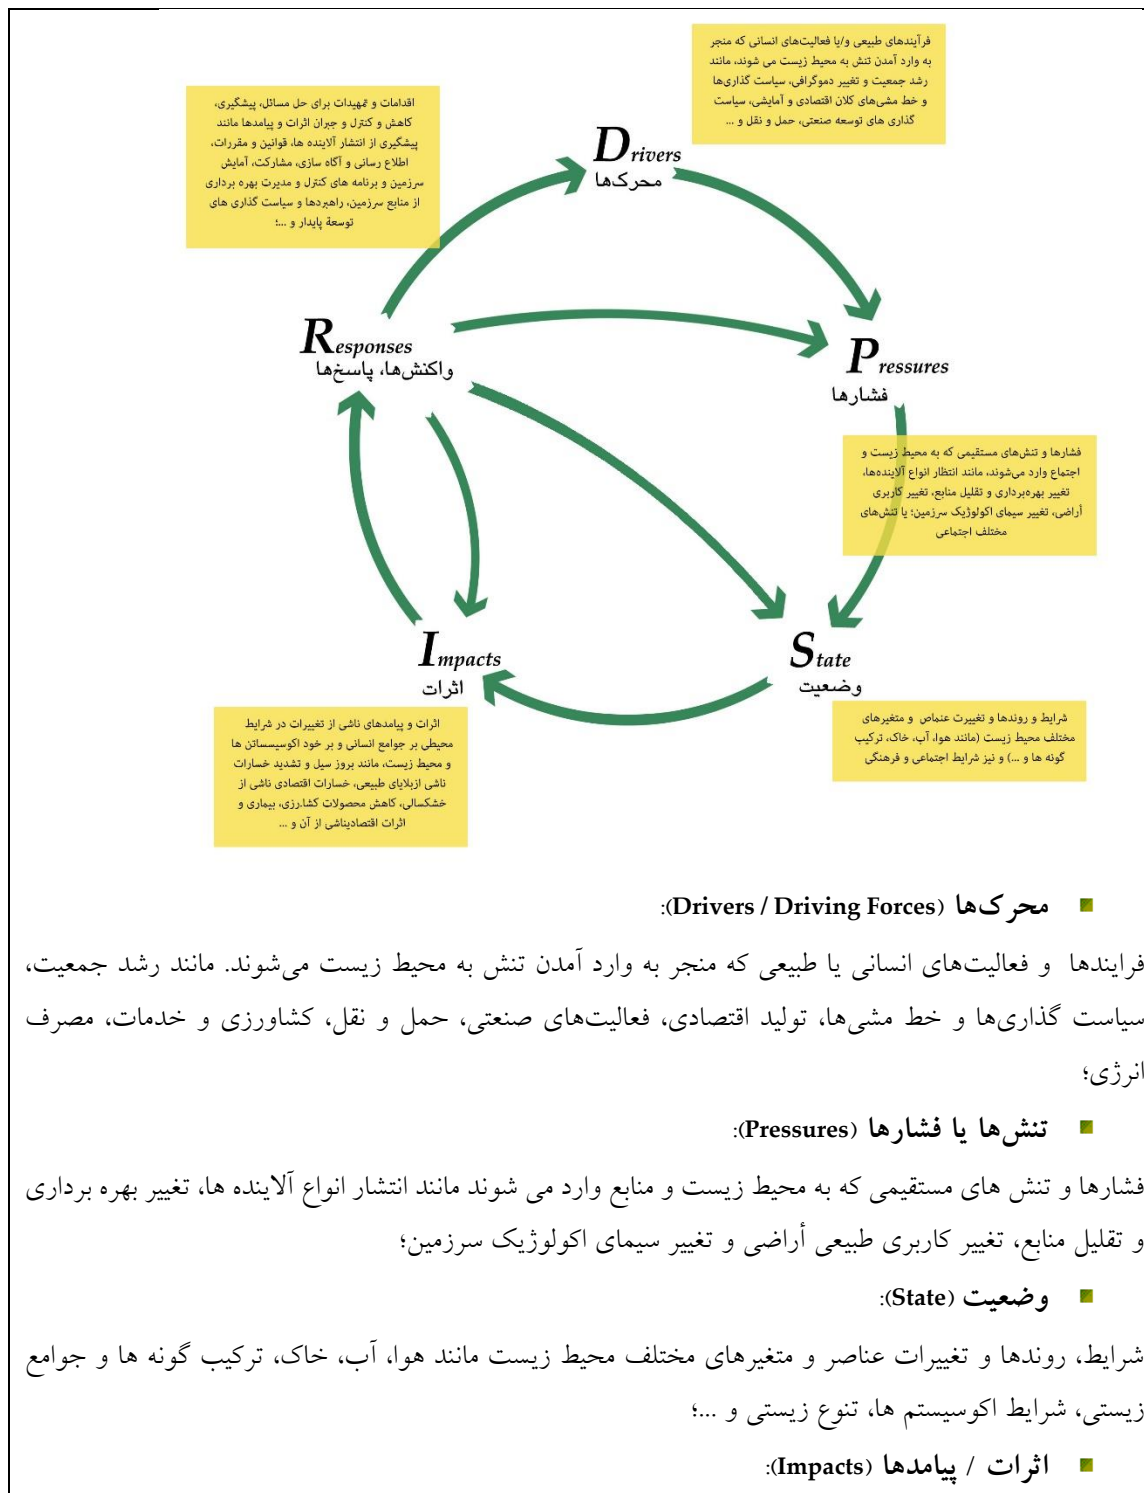 فرآیندهای طبیعی و/یا فعالیت‌های انسانی که منجر
به وارد آمدن تنش به محیط زیست می شوند، مانند
رشد جمعیت و تغییر دموگرافی، سیاست گذاری‌ها
و خط مشی‌های کلان اقتصادی و آمایشی، سیاست
گذاری های توسعه صنعتی، حمل و نقل و ...
اقدامات و تمهیدات برای حل مسائل، پیشگیری،
کاهش و کنترل و جبران اثرات و پیامدها مانند
پیشگیری از انتشار آلاینده ها، قوانین و مقررات،
اطلاع رسانی و آگاه سازی، مشارکت، آمایش
سرزمین و برنامه های کنترل و مدیرت بهره برداری
از منابع سرزمین، راهبردها و سیاست گذاری های
توسعة پایدار و ...؛
Drivers
محرک‌ها
Responses
واکنش‌ها، پاسخ‌ها
Pressures
فشارها
فشارها و تنش‌های مستقیمی که به محیط زیست و
اجتماع وارد می‌شوند، مانند انتظار انواع آلاینده‌ها،
تغییر بهره‌برداری و تقلیل منابع، تغییر کاربری
أراضی، تغییر سیمای اکولوژیک سرزمین؛ یا تنش‌های
مختلف اجتماعی
State
وضعیت
Impacts
اثرات
شرایط و روندها و تغییرت عنماص و متغیرهای
مختلف محیط زیست (مانند هوا، آب، خاک، ترکیب
گونه ها و ...) و نیز شرایط اجتماعی و فرهنگی
اثرات و پیامدهای ناشی از تغییرات در شرایط
محیطی بر جوامع انسانی و بر خود اکوسیسساتن ها
و محیط زیست، مانند بروز سیل و تشدید خسارات
ناشی ازبلایای طبیعی، خسارات اقتصادی ناشی از
خشکسالی، کاهش محصولات کشا.رزی، بیماری و
اثرات اقتصادیناشی از آن و ...
محرک‌ها (Drivers / Driving Forces):
فرایندها و فعالیت‌های انسانی یا طبیعی که منجر به وارد آمدن تنش به محیط زیست می‌شوند. مانند رشد جمعیت،
سیاست گذاری‌ها و خط مشی‌ها، تولید اقتصادی، فعالیت‌های صنعتی، حمل و نقل، کشاورزی و خدمات، مصرف
انرژی؛
تنش‌ها یا فشارها (Pressures):
فشارها و تنش های مستقیمی که به محیط زیست و منابع وارد می شوند مانند انتشار انواع آلاینده ها، تغییر بهره برداری
و تقلیل منابع، تغییر کاربری طبیعی أراضی و تغییر سیمای اکولوژیک سرزمین؛
وضعیت (State):
شرایط، روندها و تغییرات عناصر و متغیرهای مختلف محیط زیست مانند هوا، آب، خاک، ترکیب گونه ها و جوامع
زیستی، شرایط اکوسیستم ها، تنوع زیستی و ...؛
اثرات / پیامدها (Impacts):